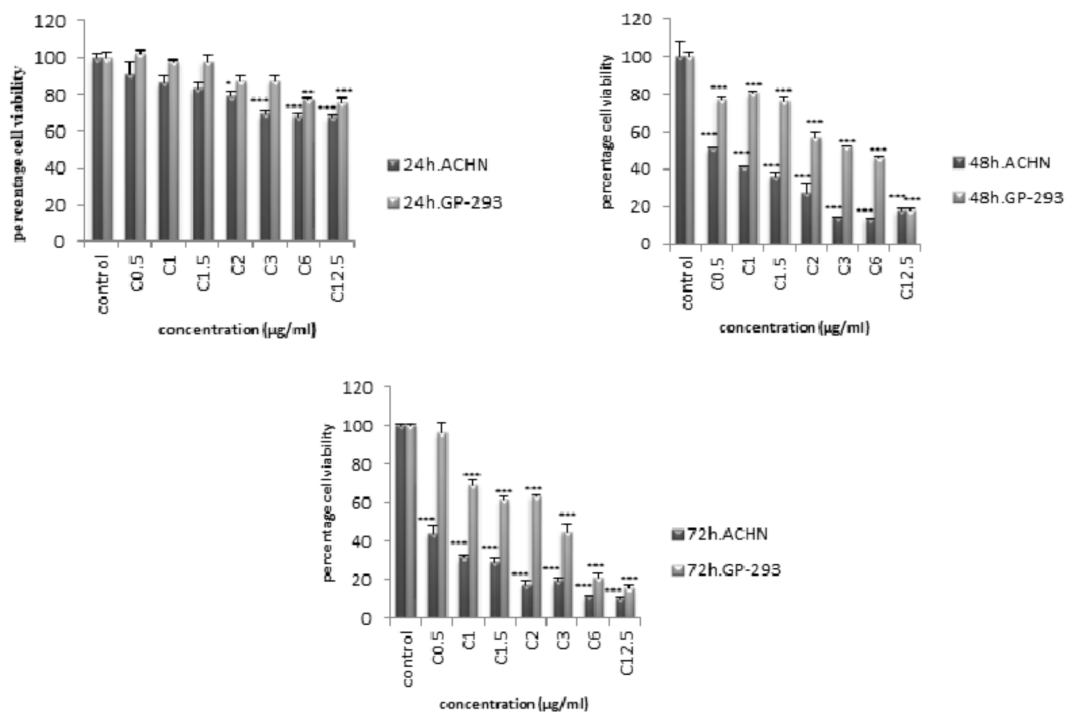 percentage cell viability
120
100
80
60
40
20
0
control
C0.5
C1
C1.5
C2
C3
C6
C12.5
* *** *** ** *** ***
concentration (µg/ml)
24h.ACHN
24h.GP-293
percentage cell viability
120
100
80
60
40
20
0
control
C0.5
C1
C1.5
C2
C3
C6
C12.5
*** *** *** *** *** *** *** *** *** *** *** *** *** ***
concentration (µg/ml)
48h.ACHN
48h.GP-293
percentage cell viability
120
100
80
60
40
20
0
control
C0.5
C1
C1.5
C2
C3
C6
C12.5
*** *** *** *** *** *** *** *** *** *** *** *** ***
concentration (µg/ml)
72h.ACHN
72h.GP-293